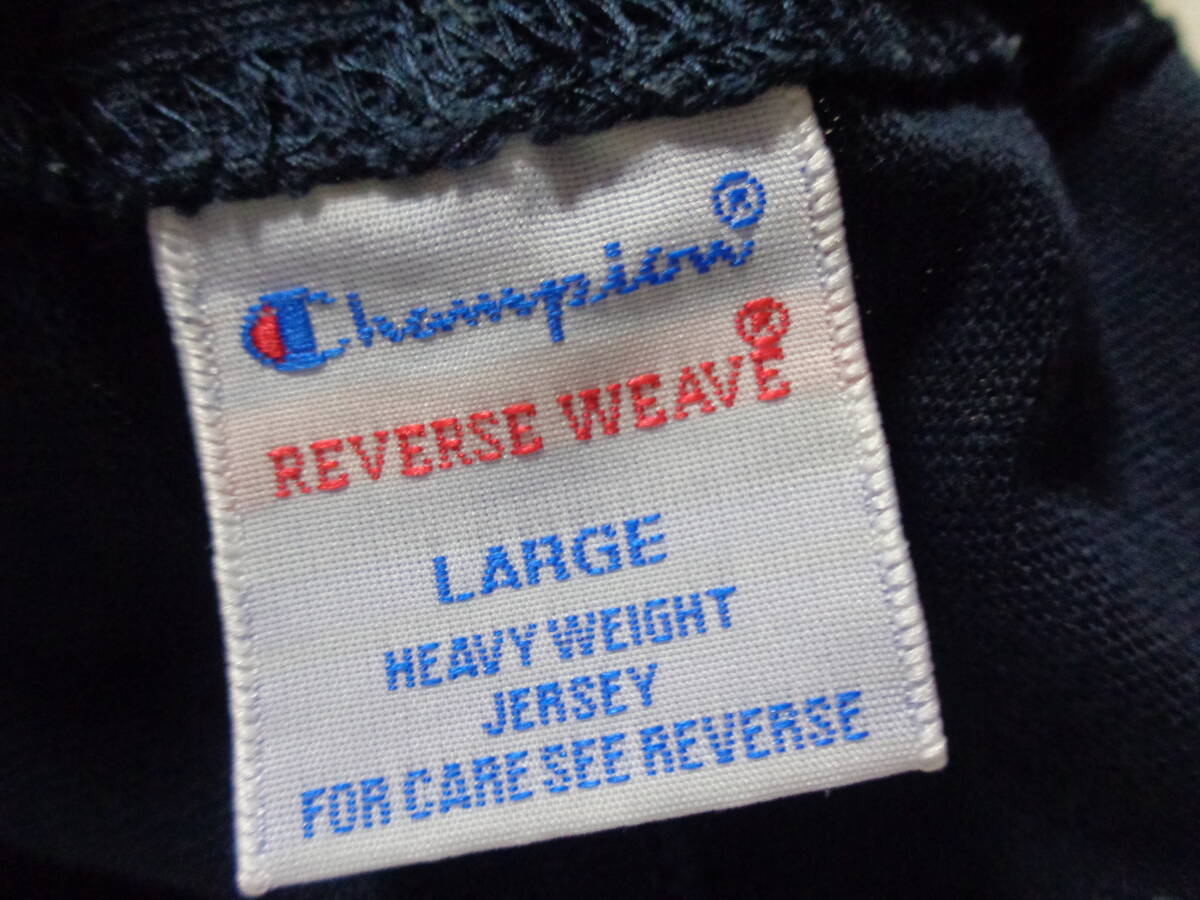 Champion®
REVERSE WEAVE®
LARGE
HEAVY WEIGHT
JERSEY
FOR CARE SEE REVERSE